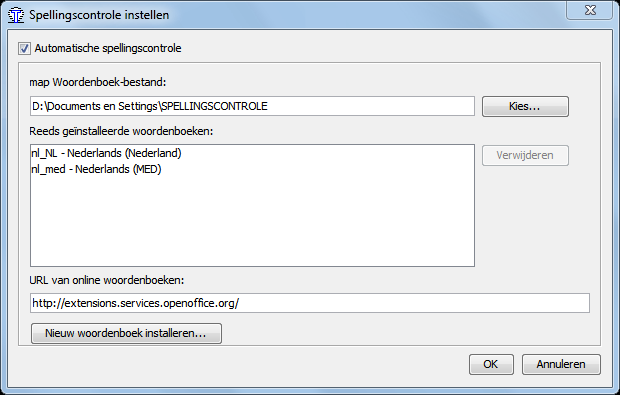 Spellingscontrole instellen
Automatische spellingscontrole
map Woordenboek-bestand:
D:\Documents en Settings\SPELLINGSCONTROLE
Kies...
Reeds geïnstalleerde woordenboeken:
nl_NL - Nederlands (Nederland)
nl_med - Nederlands (MED)
Verwijderen
URL van online woordenboeken:
http://extensions.services.openoffice.org/
Nieuw woordenboek installeren...
OK
Annuleren